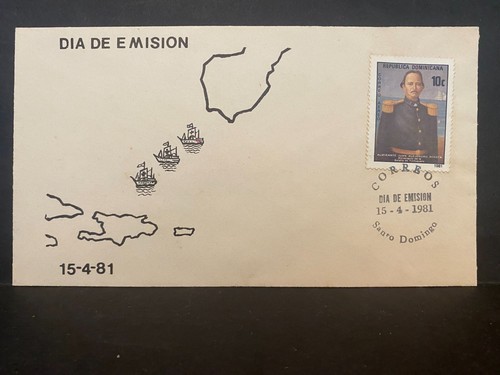 DIA DE EMISION
REPUBLICA DOMINICANA
10c
CORREO
1981
CORREOS
DIA DE EMISION
15 - 4 - 1981
Santo Domingo
15-4-81